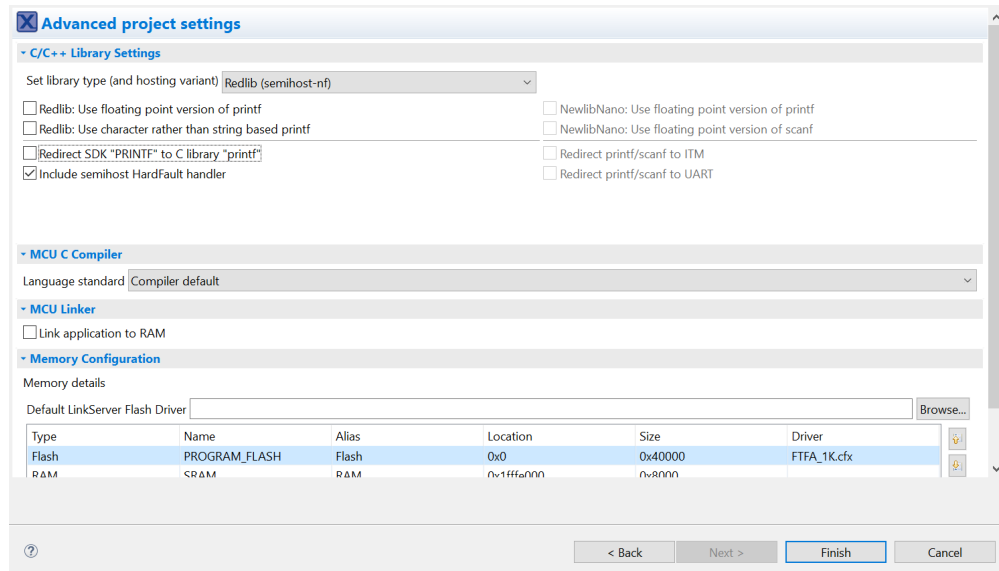 Advanced project settings
C/C++ Library Settings
Set library type (and hosting variant) Redlib (semihost-nf)
Redlib: Use floating point version of printf NewlibNano: Use floating point version of printf
Redlib: Use character rather than string based printf NewlibNano: Use floating point version of scanf
Redirect SDK "PRINTF" to C library "printf" Redirect printf/scanf to ITM
Include semihost HardFault handler Redirect printf/scanf to UART
MCU C Compiler
Language standard Compiler default
MCU Linker
Link application to RAM
Memory Configuration
Memory details
Default LinkServer Flash Driver Browse...
Type Name Alias Location Size Driver
Flash PROGRAM_FLASH Flash 0x0 0x40000 FTFA_1K.cfx
RAM SRAM RAM 0x1fffe000 0x8000
? < Back Next > Finish Cancel